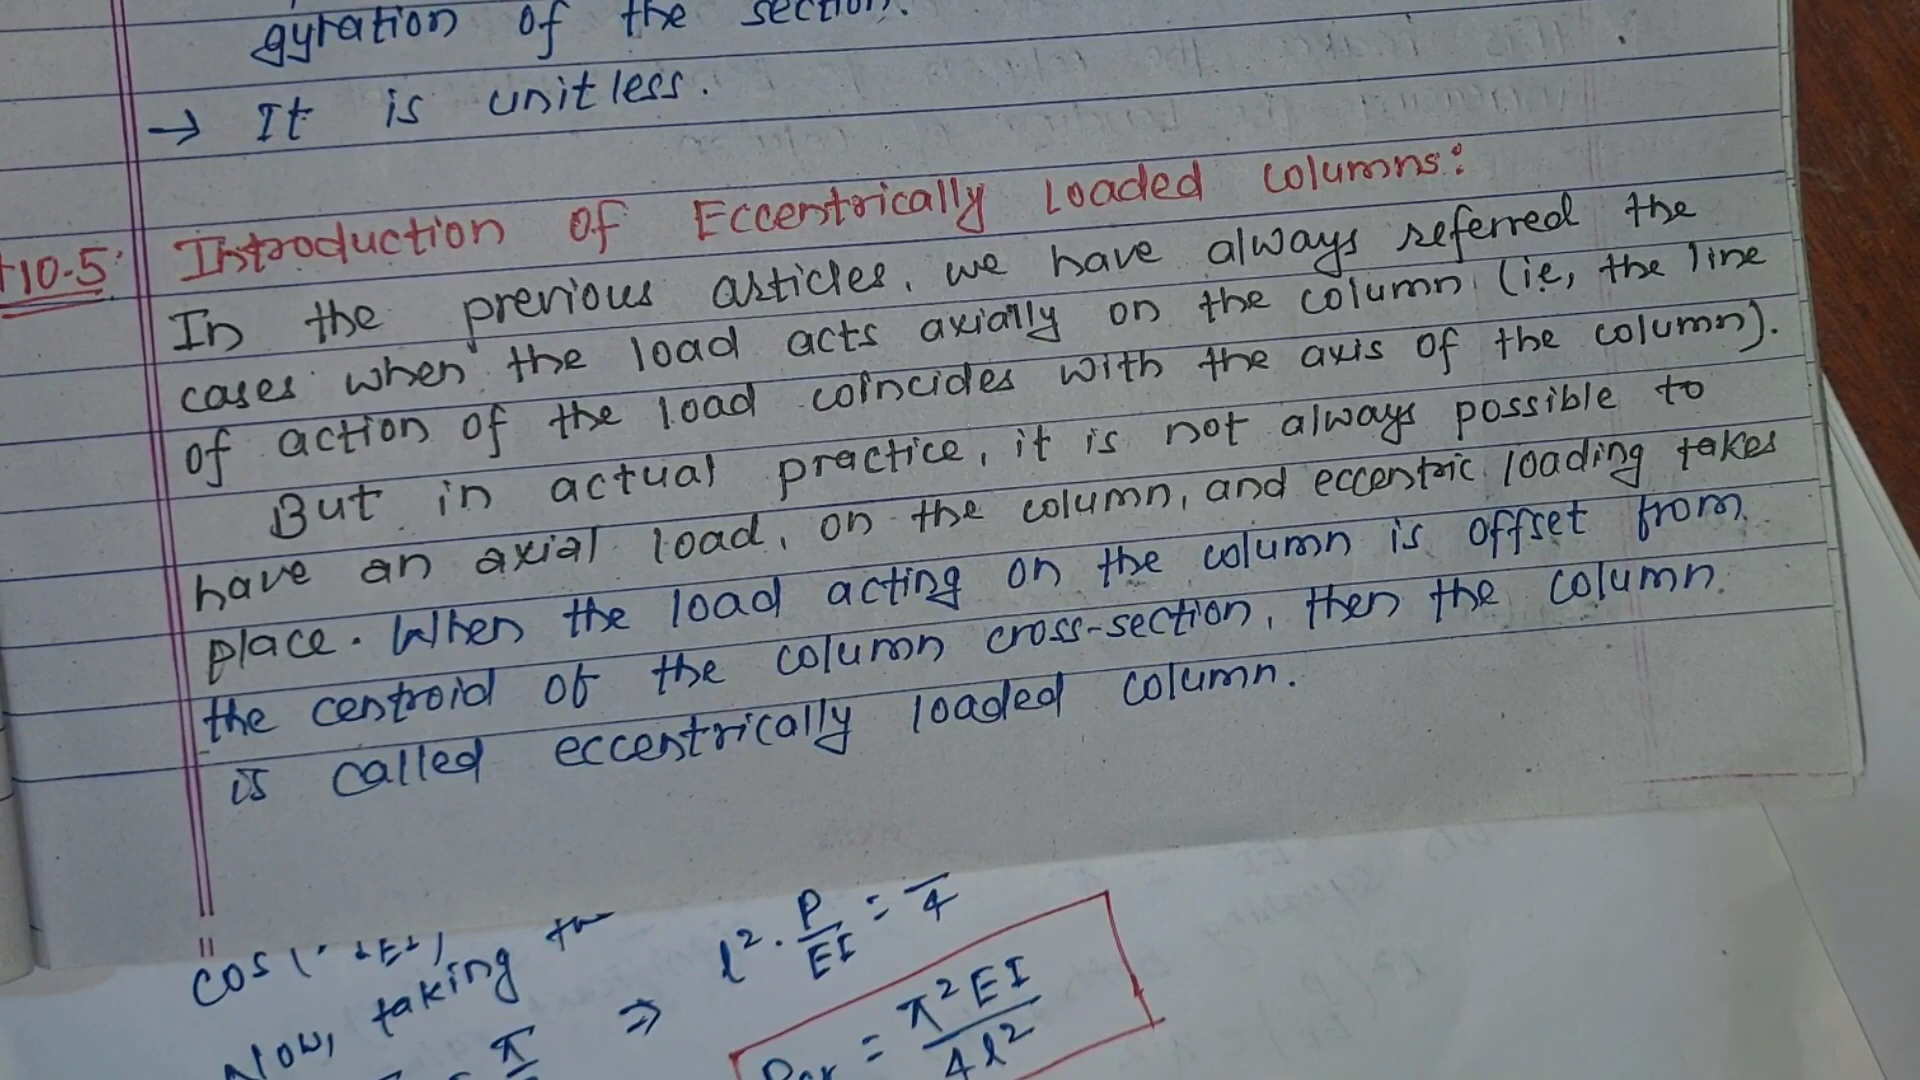 gyration of the section.
→ It is unitless.
10.5: Introduction of Eccentrically Loaded columns:
In the previous articles, we have always referred the
cases when the load acts axially on the column (i.e, the line
of action of the load coincides with the axis of the column).
But in actual practice, it is not always possible to
have an axial load, on the column, and eccentric loading takes
place. When the load acting on the column is offset from
the centroid of the column cross-section, then the column
is called eccentrically loaded column.
cos(
Now, taking the
⇒ l². P/EI = /4
π
= π²EI/4l²